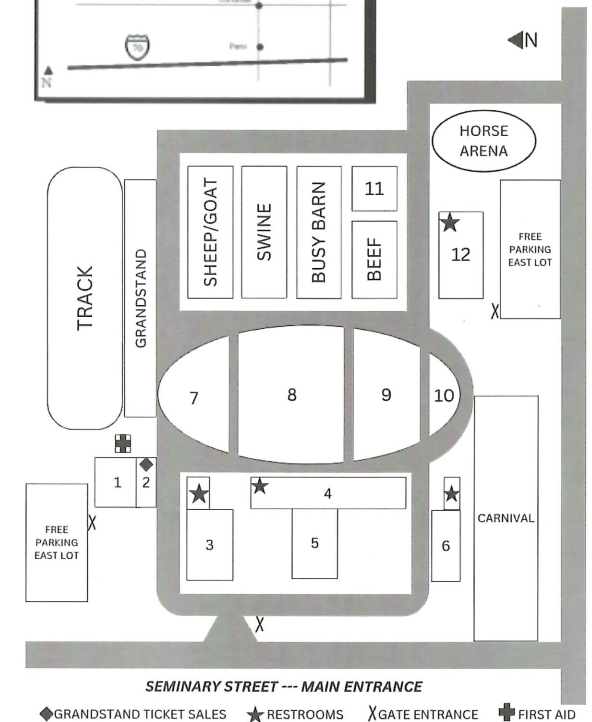 70
N
N
HORSE
ARENA
SHEEP/GOAT
SWINE
BUSY BARN
11
BEEF
12
FREE
PARKING
EAST LOT
TRACK
GRANDSTAND
7
8
9
10
1
2
4
3
5
6
FREE
PARKING
EAST LOT
CARNIVAL
X
X
X
SEMINARY STREET --- MAIN ENTRANCE
GRANDSTAND TICKET SALES RESTROOMS X GATE ENTRANCE FIRST AID